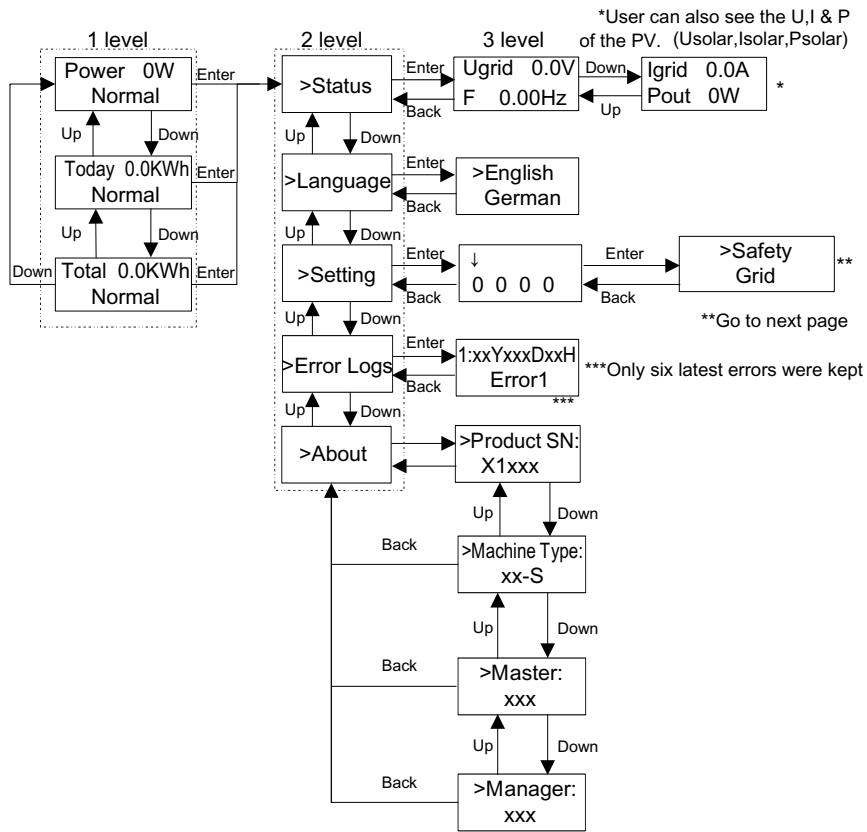 *User can also see the U,I & P
of the PV. (Usolar,Isolar,Psolar)
1 level
2 level
3 level
Power 0W
Normal
Enter
>Status
Enter
Back
Ugrid 0.0V
F 0.00Hz
Down
Up
Igrid 0.0A
Pout 0W
*
Up
Down
Up
Down
Today 0.0KWh
Normal
Enter
>Language
Enter
Back
>English
German
Up
Down
Up
Down
Down
Total 0.0KWh
Normal
Enter
>Setting
Enter
Back
↓
0 0 0 0
Enter
Back
>Safety
Grid
**
**Go to next page
Up
Down
>Error Logs
Enter
Back
1:xxYxxxDxxH
Error1
***
***Only six latest errors were kept
Up
Down
>About
>Product SN:
X1xxx
Up
Down
Back
>Machine Type:
xx-S
Up
Down
Back
>Master:
xxx
Up
Down
Back
>Manager:
xxx